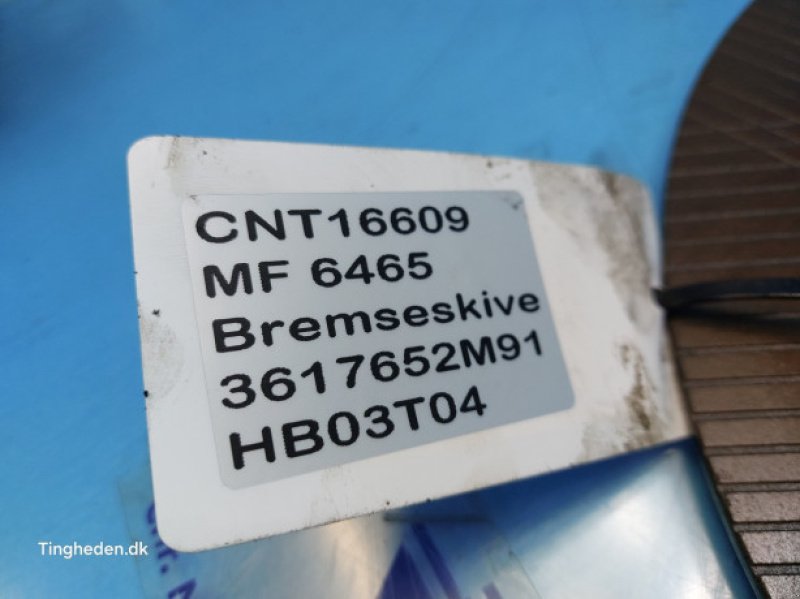 CNT16609
MF 6465
Bremseskive
3617652M91
HB03T04
Tingheden.dk